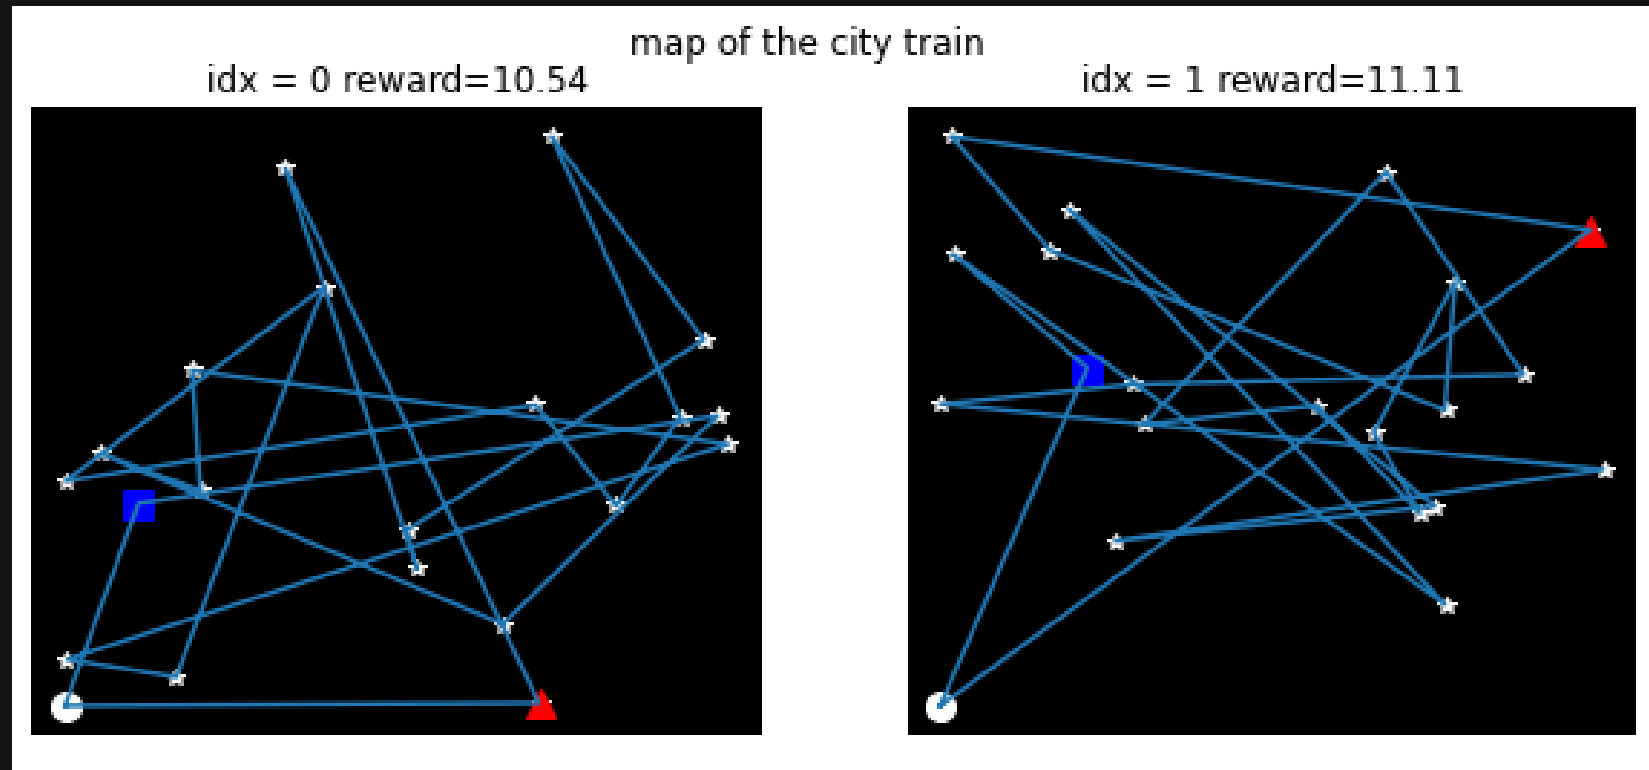 map of the city train
idx = 0 reward=10.54
idx = 1 reward=11.11